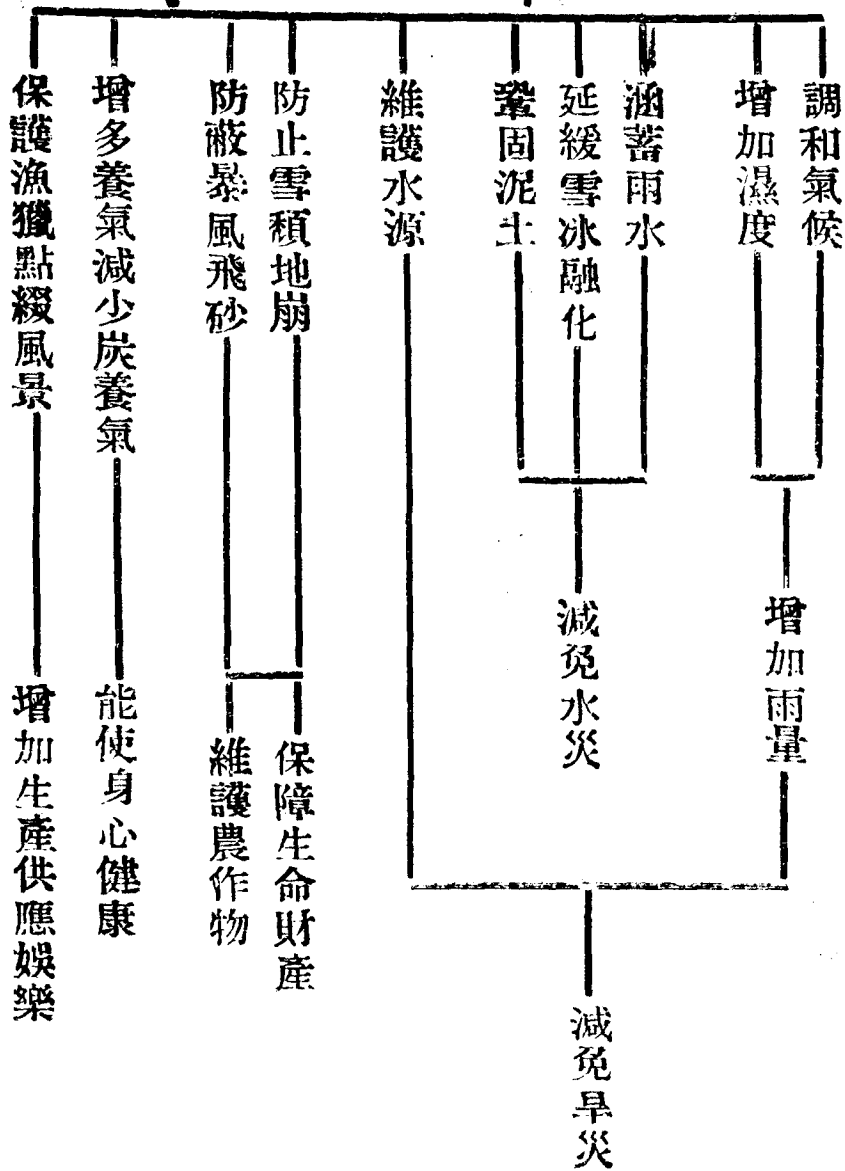 調和氣候
增加濕度
涵蓄雨水
延緩雪冰融化
鞏固泥土
維護水源
防止雪頹地崩
防蔽暴風飛砂
增多養氣減少炭養氣
保護漁獵點綴風景
增加雨量
減免水災
保障生命財產
維護農作物
能使身心健康
增加生產供應娛樂
減免旱災